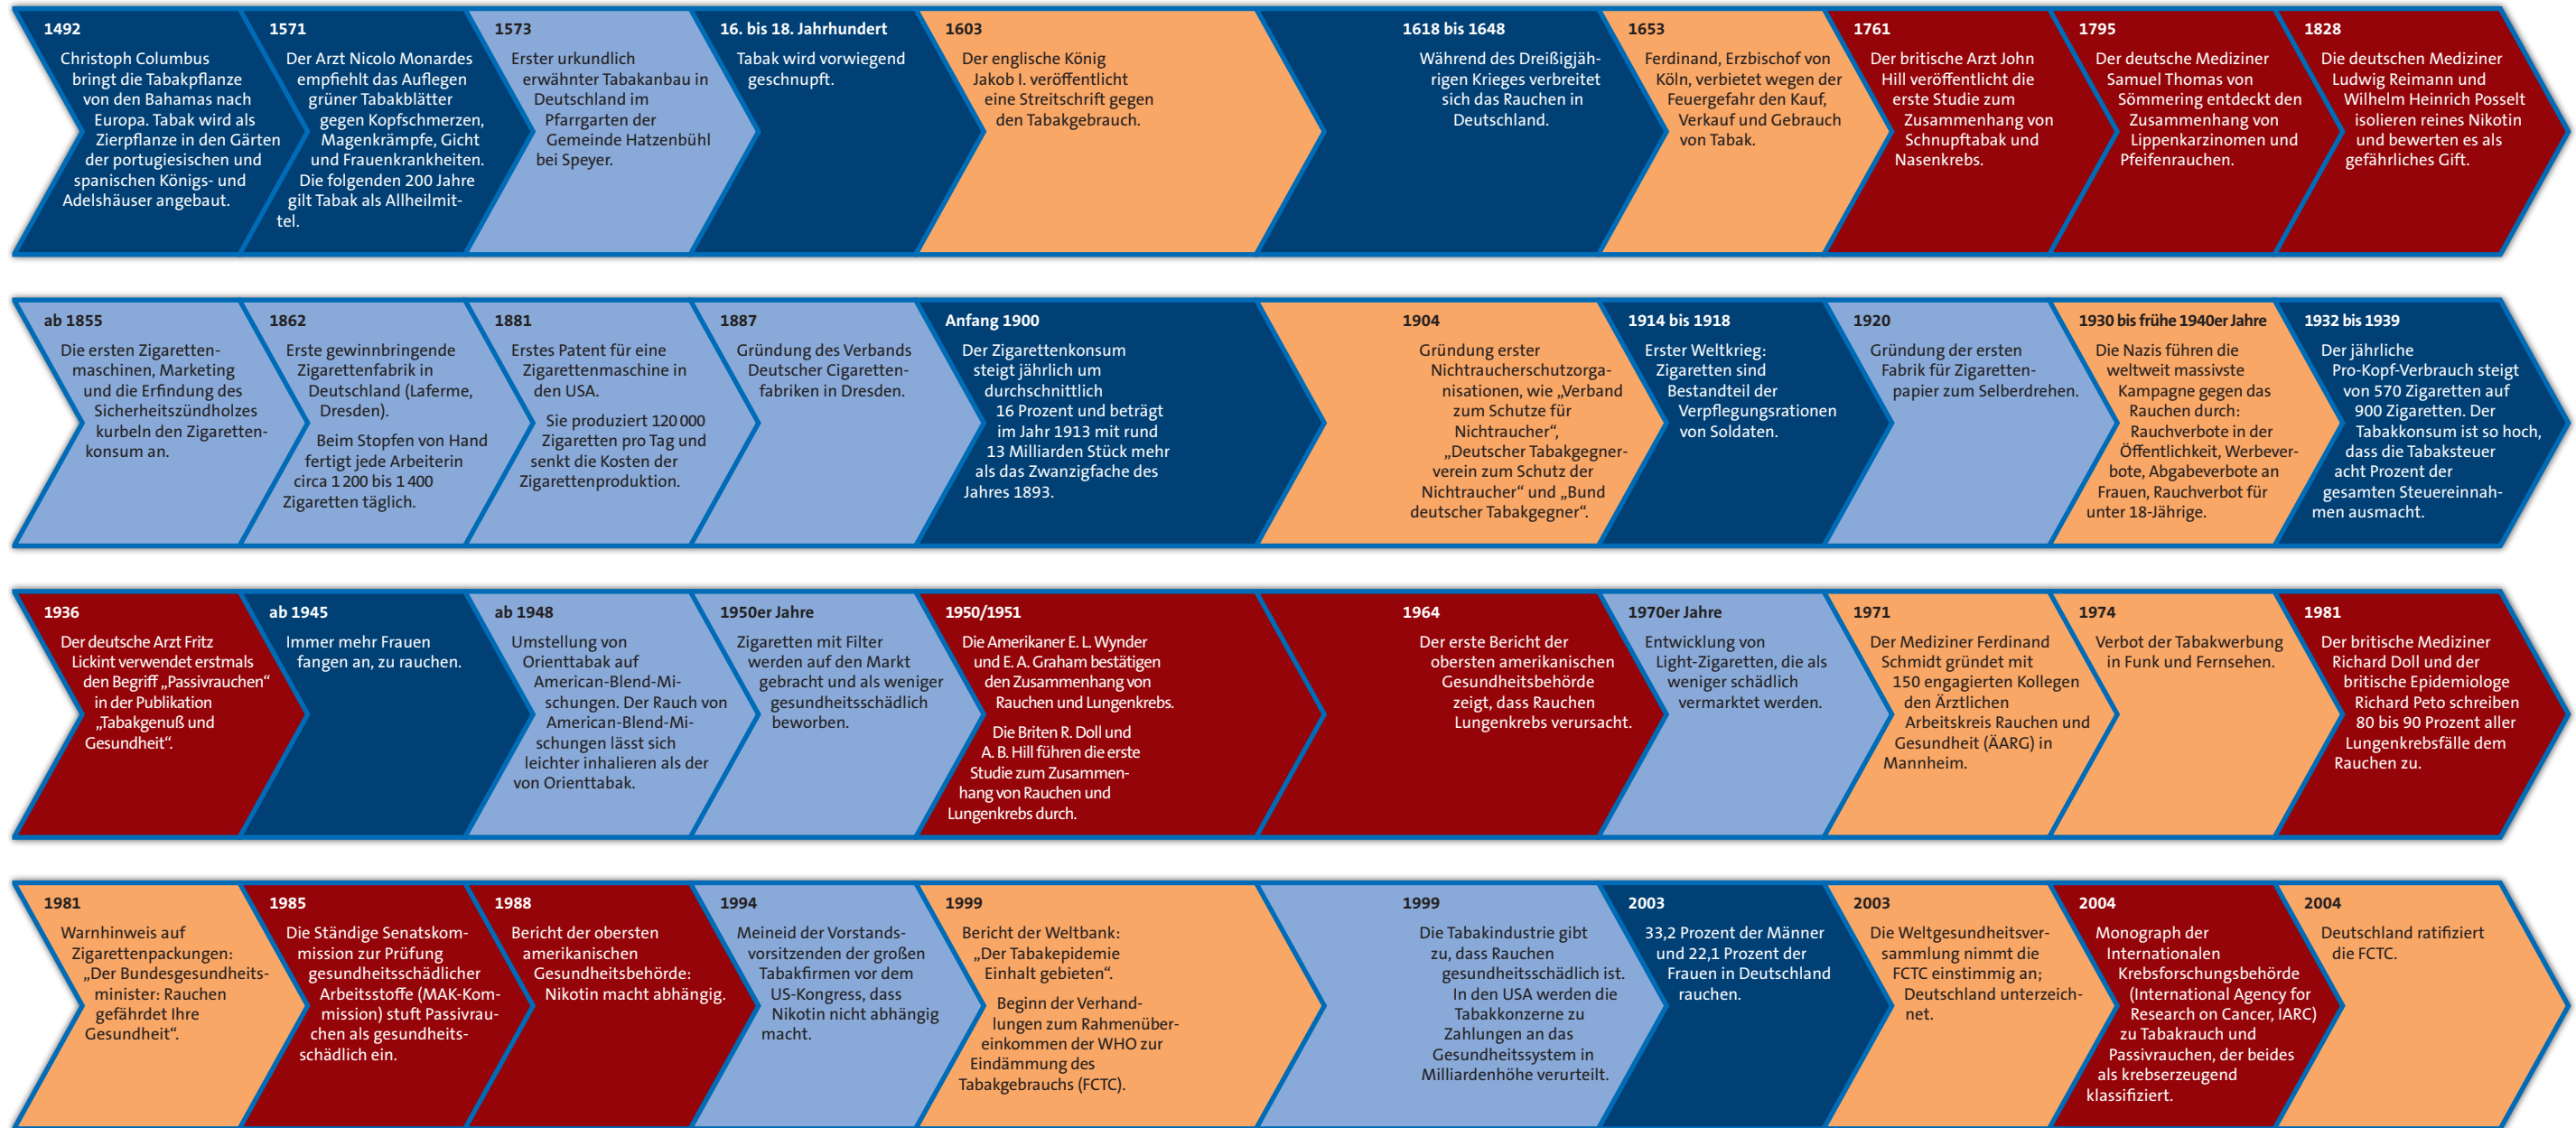 1492
Christoph Columbus
bringt die Tabakpflanze
von den Bahamas nach
Europa. Tabak wird als
Zierpflanze in den Gärten
der portugiesischen und
spanischen Königs- und
Adelshäuser angebaut.
1571
Der Arzt Nicolo Monardes
empfiehlt das Auflegen
grüner Tabakblätter
gegen Kopfschmerzen,
Magenkrämpfe, Gicht
und Frauenkrankheiten.
Die folgenden 200 Jahre
gilt Tabak als Allheilmit-
tel.
1573
Erster urkundlich
erwähnter Tabakanbau in
Deutschland im
Pfarrgarten der
Gemeinde Hatzenbühl
bei Speyer.
16. bis 18. Jahrhundert
Tabak wird vorwiegend
geschnupft.
1603
Der englische König
Jakob I. veröffentlicht
eine Streitschrift gegen
den Tabakgebrauch.
1618 bis 1648
Während des Dreißigjäh-
rigen Krieges verbreitet
sich das Rauchen in
Deutschland.
1653
Ferdinand, Erzbischof von
Köln, verbietet wegen der
Feuergefahr den Kauf,
Verkauf und Gebrauch
von Tabak.
1761
Der britische Arzt John
Hill veröffentlicht die
erste Studie zum
Zusammenhang von
Schnupftabak und
Nasenkrebs.
1795
Der deutsche Mediziner
Samuel Thomas von
Sömmering entdeckt den
Zusammenhang von
Lippenkarzinomen und
Pfeifenrauchen.
1828
Die deutschen Mediziner
Ludwig Reimann und
Wilhelm Heinrich Posselt
isolieren reines Nikotin
und bewerten es als
gefährliches Gift.
ab 1855
Die ersten Zigaretten-
maschinen, Marketing
und die Erfindung des
Sicherheitszündholzes
kurbeln den Zigaretten-
konsum an.
1862
Erste gewinnbringende
Zigarettenfabrik in
Deutschland (Laferme,
Dresden).
Beim Stopfen von Hand
fertigt jede Arbeiterin
circa 1 200 bis 1 400
Zigaretten täglich.
1881
Erstes Patent für eine
Zigarettenmaschine in
den USA.
Sie produziert 120 000
Zigaretten pro Tag und
senkt die Kosten der
Zigarettenproduktion.
1887
Gründung des Verbands
Deutscher Cigaretten-
fabriken in Dresden.
Anfang 1900
Der Zigarettenkonsum
steigt jährlich um
durchschnittlich
16 Prozent und beträgt
im Jahr 1913 mit rund
13 Milliarden Stück mehr
als das Zwanzigfache des
Jahres 1893.
1904
Gründung erster
Nichtraucherschutzorga-
nisationen, wie „Verband
zum Schutze für
Nichtraucher“,
„Deutscher Tabakgegner-
verein zum Schutz der
Nichtraucher“ und „Bund
deutscher Tabakgegner“.
1914 bis 1918
Erster Weltkrieg:
Zigaretten sind
Bestandteil der
Verpflegungsrationen
von Soldaten.
1920
Gründung der ersten
Fabrik für Zigaretten-
papier zum Selberdrehen.
1930 bis frühe 1940er Jahre
Die Nazis führen die
weltweit massivste
Kampagne gegen das
Rauchen durch:
Rauchverbote in der
Öffentlichkeit, Werbever-
bote, Abgabeverbote an
Frauen, Rauchverbot für
unter 18-Jährige.
1932 bis 1939
Der jährliche
Pro-Kopf-Verbrauch steigt
von 570 Zigaretten auf
900 Zigaretten. Der
Tabakkonsum ist so hoch,
dass die Tabaksteuer
acht Prozent der
gesamten Steuereinnah-
men ausmacht.
1936
Der deutsche Arzt Fritz
Lickint verwendet erstmals
den Begriff „Passivrauchen“
in der Publikation
„Tabakgenuß und
Gesundheit“.
ab 1945
Immer mehr Frauen
fangen an, zu rauchen.
ab 1948
Umstellung von
Orienttabak auf
American-Blend-Mi-
schungen. Der Rauch von
American-Blend-Mi-
schungen lässt sich
leichter inhalieren als der
von Orienttabak.
1950er Jahre
Zigaretten mit Filter
werden auf den Markt
gebracht und als weniger
gesundheitsschädlich
beworben.
1950/1951
Die Amerikaner E. L. Wynder
und E. A. Graham bestätigen
den Zusammenhang von
Rauchen und Lungenkrebs.
Die Briten R. Doll und
A. B. Hill führen die erste
Studie zum Zusammen-
hang von Rauchen und
Lungenkrebs durch.
1964
Der erste Bericht der
obersten amerikanischen
Gesundheitsbehörde
zeigt, dass Rauchen
Lungenkrebs verursacht.
1970er Jahre
Entwicklung von
Light-Zigaretten, die als
weniger schädlich
vermarktet werden.
1971
Der Mediziner Ferdinand
Schmidt gründet mit
150 engagierten Kollegen
den Ärztlichen
Arbeitskreis Rauchen und
Gesundheit (ÄARG) in
Mannheim.
1974
Verbot der Tabakwerbung
in Funk und Fernsehen.
1981
Der britische Mediziner
Richard Doll und der
britische Epidemiologe
Richard Peto schreiben
80 bis 90 Prozent aller
Lungenkrebsfälle dem
Rauchen zu.
1981
Warnhinweis auf
Zigarettenpackungen:
„Der Bundesgesundheits-
minister: Rauchen
gefährdet Ihre
Gesundheit“.
1985
Die Ständige Senatskom-
mission zur Prüfung
gesundheitsschädlicher
Arbeitsstoffe (MAK-Kom-
mission) stuft Passivrau-
chen als gesundheits-
schädlich ein.
1988
Bericht der obersten
amerikanischen
Gesundheitsbehörde:
Nikotin macht abhängig.
1994
Meineid der Vorstands-
vorsitzenden der großen
Tabakfirmen vor dem
US-Kongress, dass
Nikotin nicht abhängig
macht.
1999
Bericht der Weltbank:
„Der Tabakepidemie
Einhalt gebieten“.
Beginn der Verhand-
lungen zum Rahmenüber-
einkommen der WHO zur
Eindämmung des
Tabakgebrauchs (FCTC).
1999
Die Tabakindustrie gibt
zu, dass Rauchen
gesundheitsschädlich ist.
In den USA werden die
Tabakkonzerne zu
Zahlungen an das
Gesundheitssystem in
Milliardenhöhe verurteilt.
2003
33,2 Prozent der Männer
und 22,1 Prozent der
Frauen in Deutschland
rauchen.
2003
Die Weltgesundheitsver-
sammlung nimmt die
FCTC einstimmig an;
Deutschland unterzeich-
net.
2004
Monograph der
Internationalen
Krebsforschungsbehörde
(International Agency for
Research on Cancer, IARC)
zu Tabakrauch und
Passivrauchen, der beides
als krebserzeugend
klassifiziert.
2004
Deutschland ratifiziert
die FCTC.